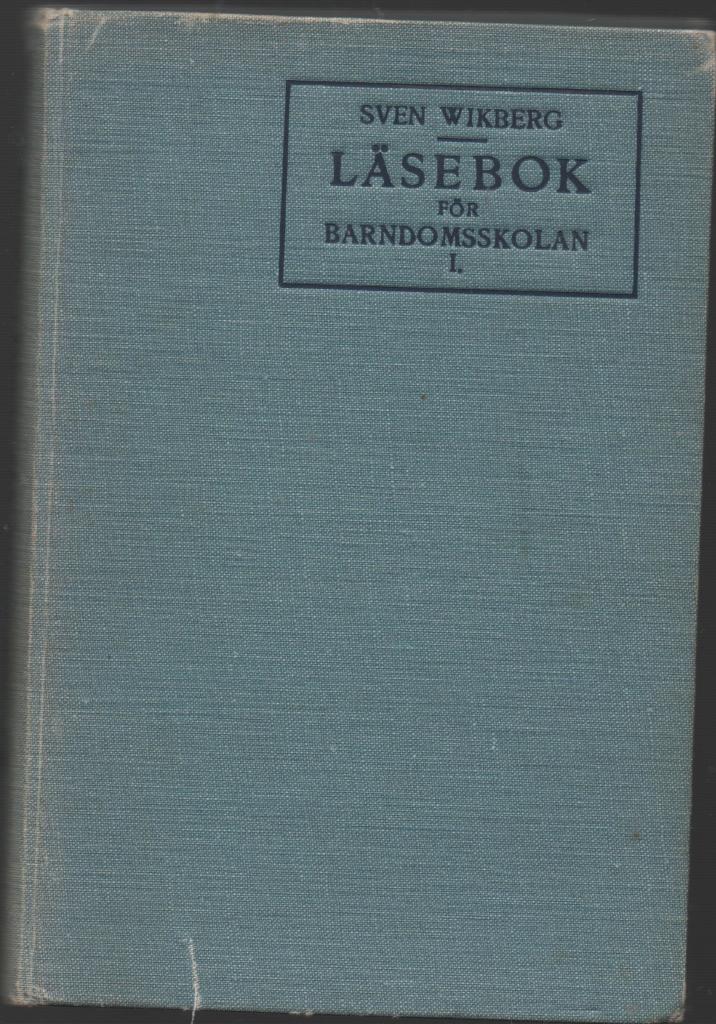 SVEN WIKBERG
LÄSEBOK
FÖR
BARNDOMSSKOLAN
I.